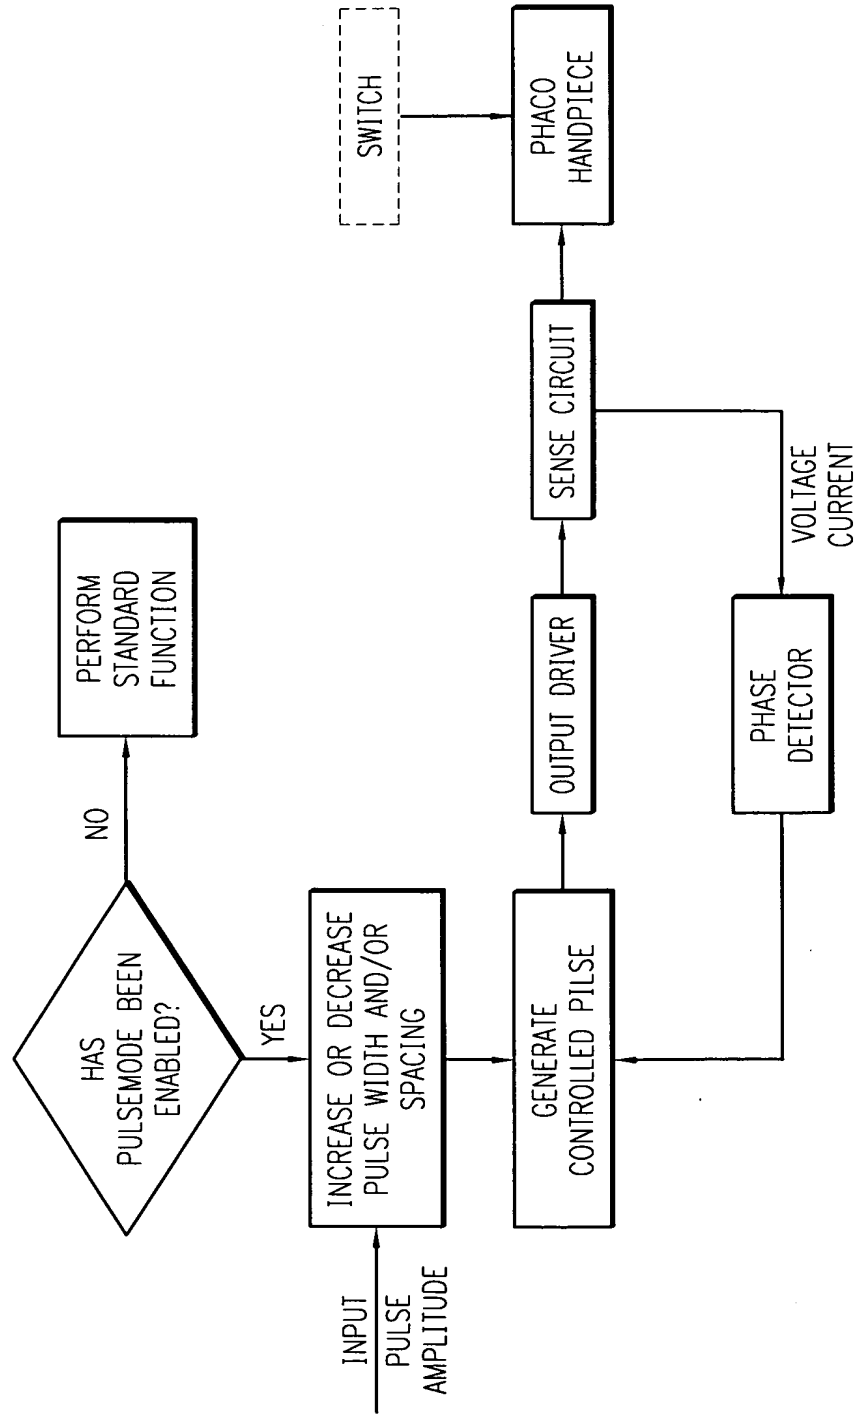 HAS
PULSEMODE BEEN
ENABLED?
NO
PERFORM
STANDARD
FUNCTION
YES
INPUT
PULSE
AMPLITUDE
INCREASE OR DECREASE
PULSE WIDTH AND/OR
SPACING
GENERATE
CONTROLLED PILSE
OUTPUT DRIVER
SENSE CIRCUIT
PHACO
HANDPIECE
SWITCH
VOLTAGE
CURRENT
PHASE
DETECTOR